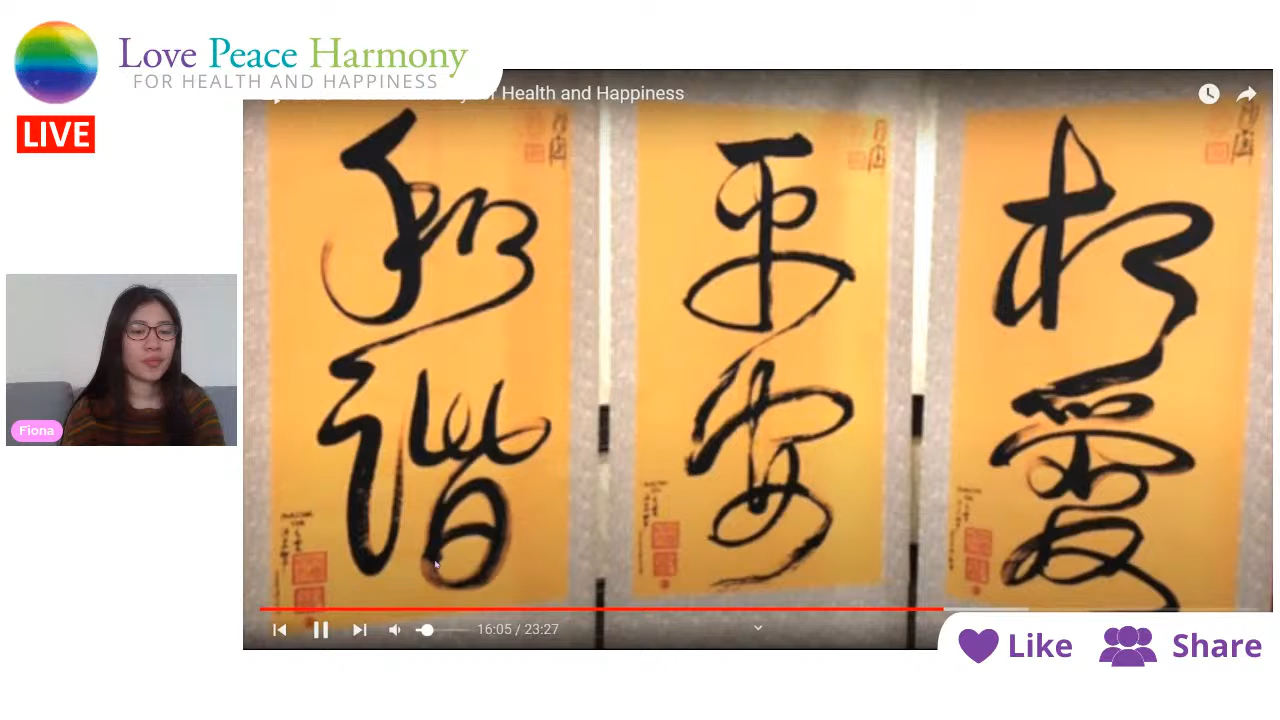 Love Peace Harmony
FOR HEALTH AND HAPPINESS
LIVE
Health and Happiness
相愛
平安
和諧
Fiona
16:05 / 23:27
Like
Share